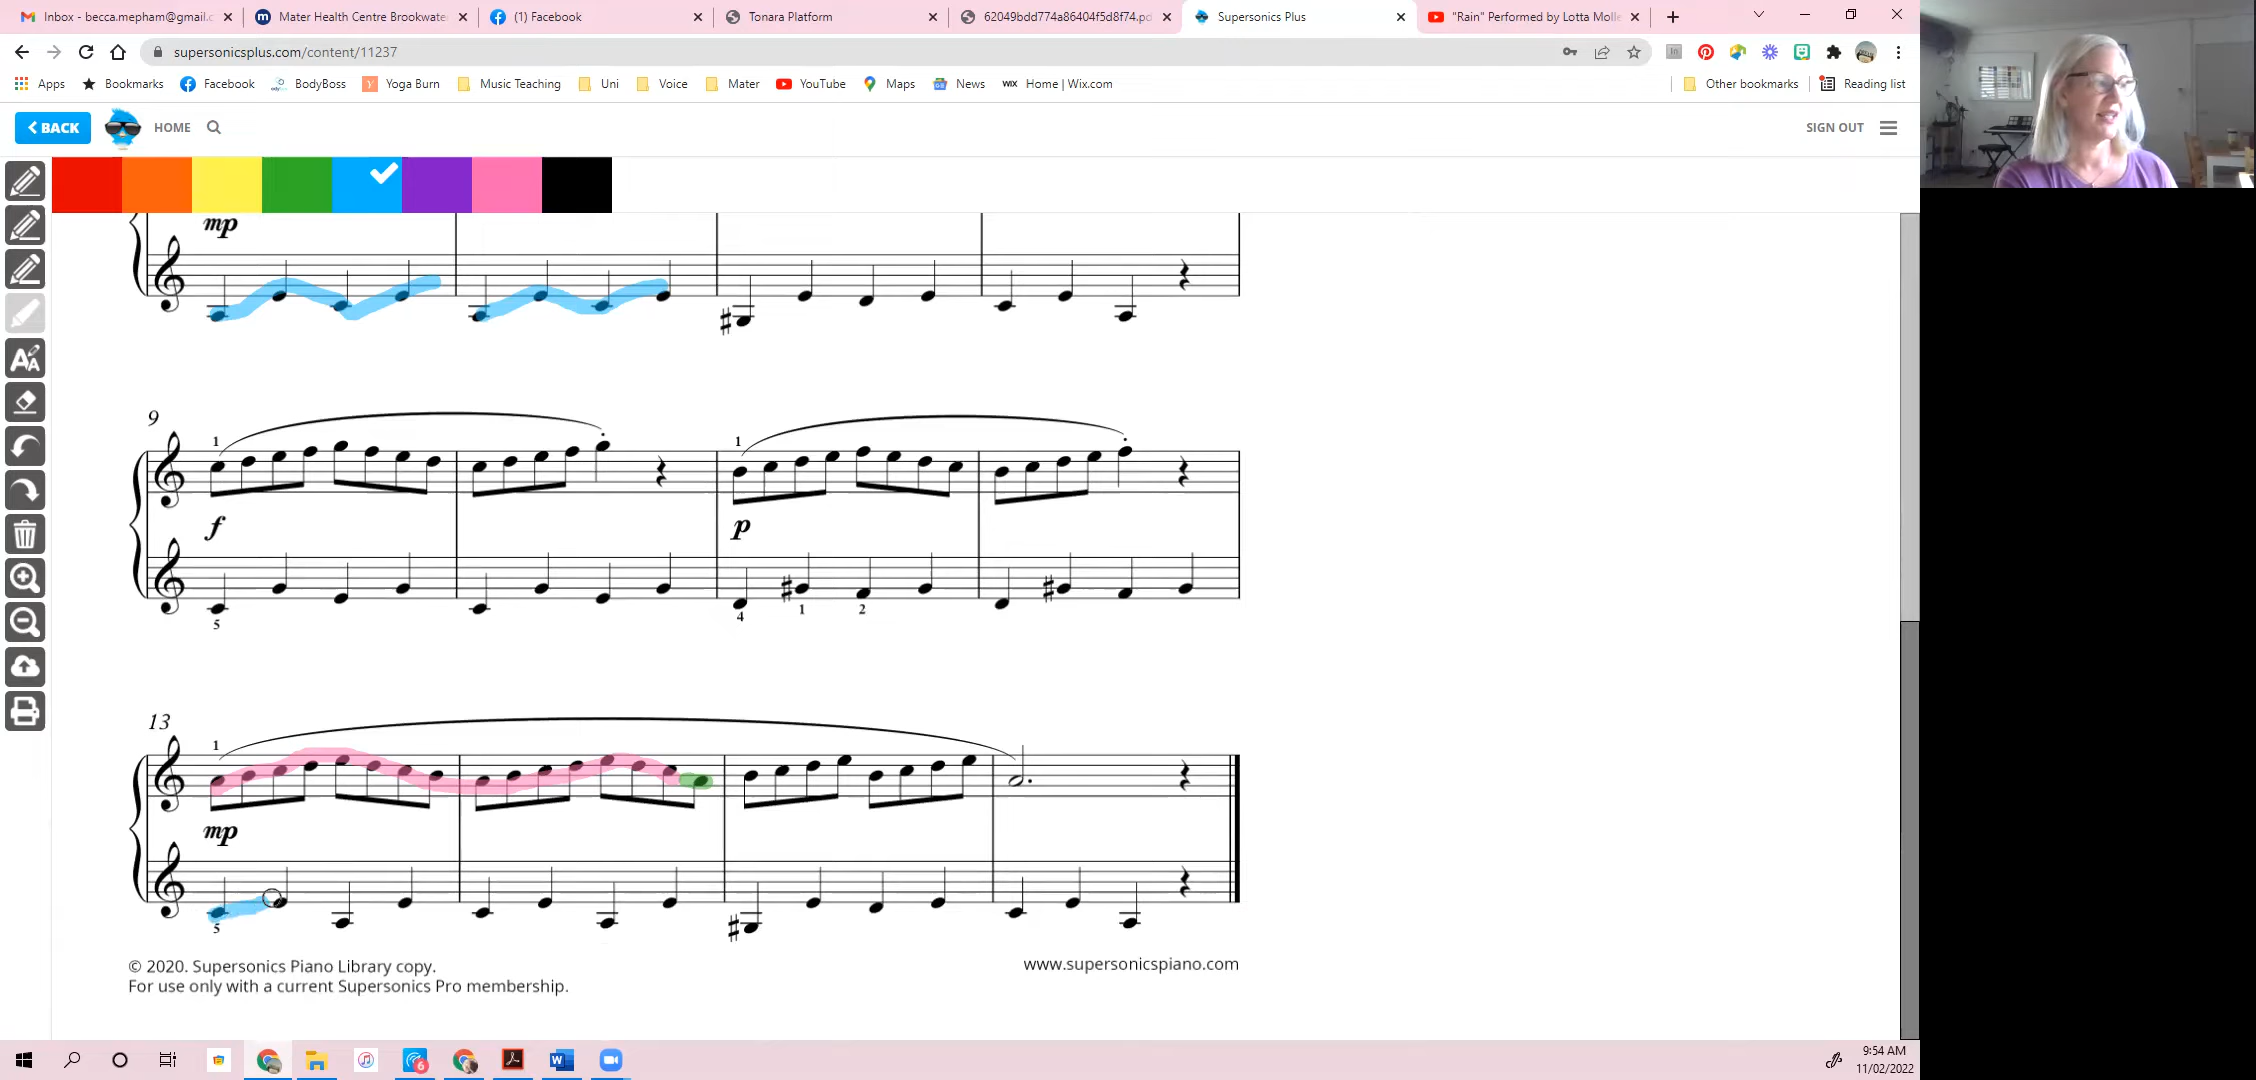 Inbox - becca.mepham@gmail.c
Mater Health Centre Brookwate
(1) Facebook
Tonara Platform
62049bdd774a86404f5d8f74.pd
Supersonics Plus
"Rain" Performed by Lotta Molle
supersonicsplus.com/content/11237
Apps
Bookmarks
Facebook
BodyBoss
Yoga Burn
Music Teaching
Uni
Voice
Mater
YouTube
Maps
News
WIX Home | Wix.com
Other bookmarks
Reading list
BACK
HOME
SIGN OUT
mp
9
1
1
f
p
5
4 1 2
13
1
mp
5
© 2020. Supersonics Piano Library copy.
www.supersonicspiano.com
For use only with a current Supersonics Pro membership.
6
9:54 AM
11/02/2022